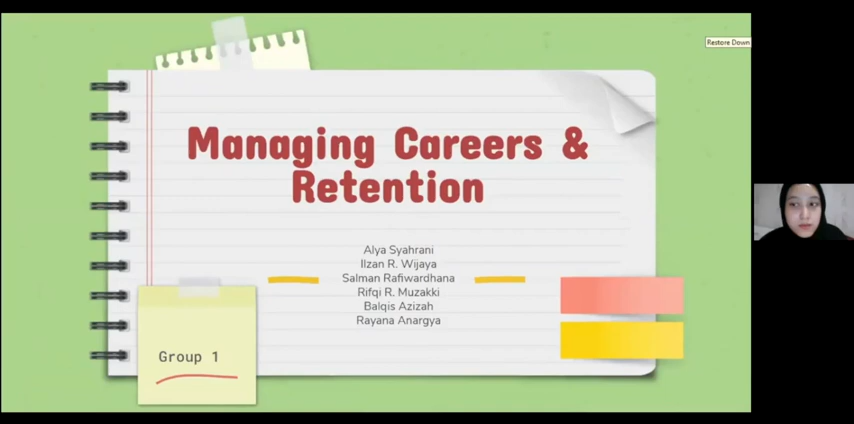 Restore Down
Managing Careers &
Retention
Alya Syahrani
Ilzan R. Wijaya
Salman Rafiwardhana
Rifqi R. Muzakki
Balqis Azizah
Rayana Anargya
Group 1